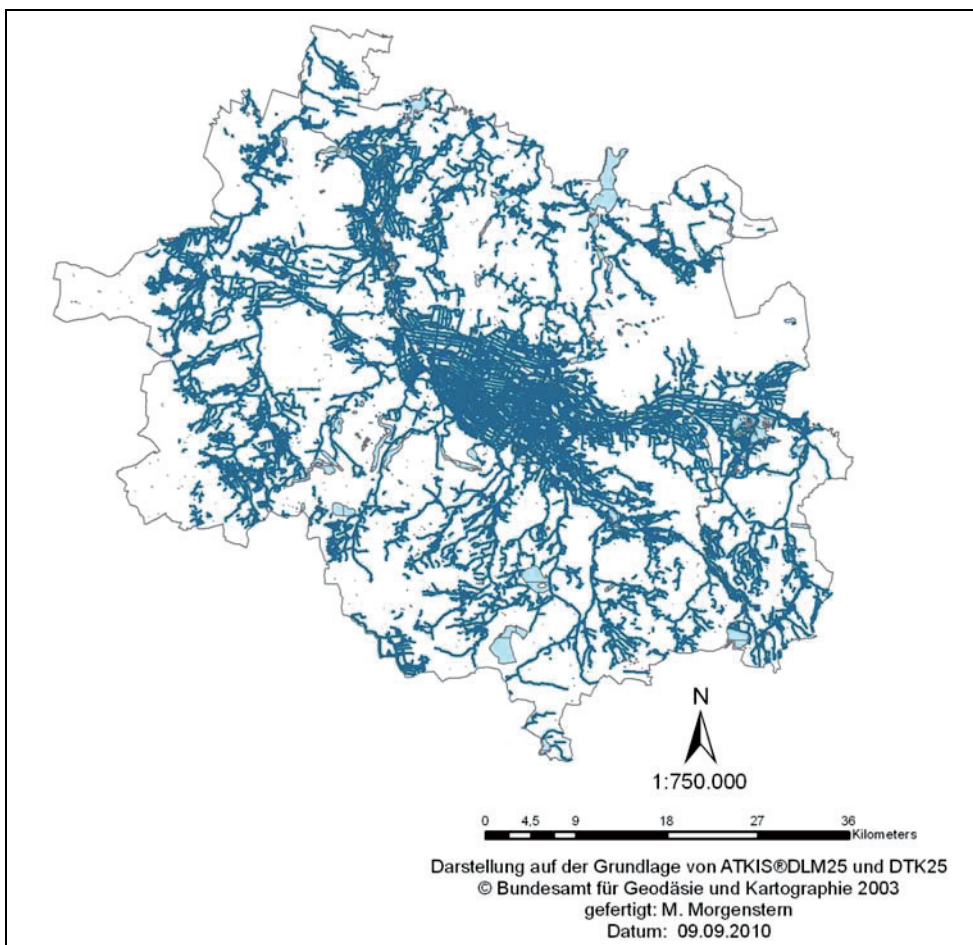 N
1:750.000
0 4,5 9 18 27 36
Kilometers
Darstellung auf der Grundlage von ATKIS®DLM25 und DTK25
© Bundesamt für Geodäsie und Kartographie 2003
gefertigt: M. Morgenstern
Datum: 09.09.2010